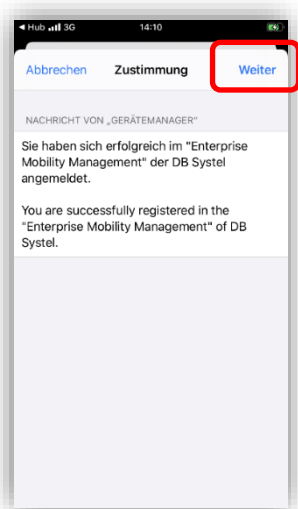 ◀ Hub 3G 14:10
Abbrechen Zustimmung Weiter
NACHRICHT VON „GERÄTEMANAGER“
Sie haben sich erfolgreich im "Enterprise
Mobility Management" der DB Systel
angemeldet.
You are successfully registered in the
"Enterprise Mobility Management" of DB
Systel.